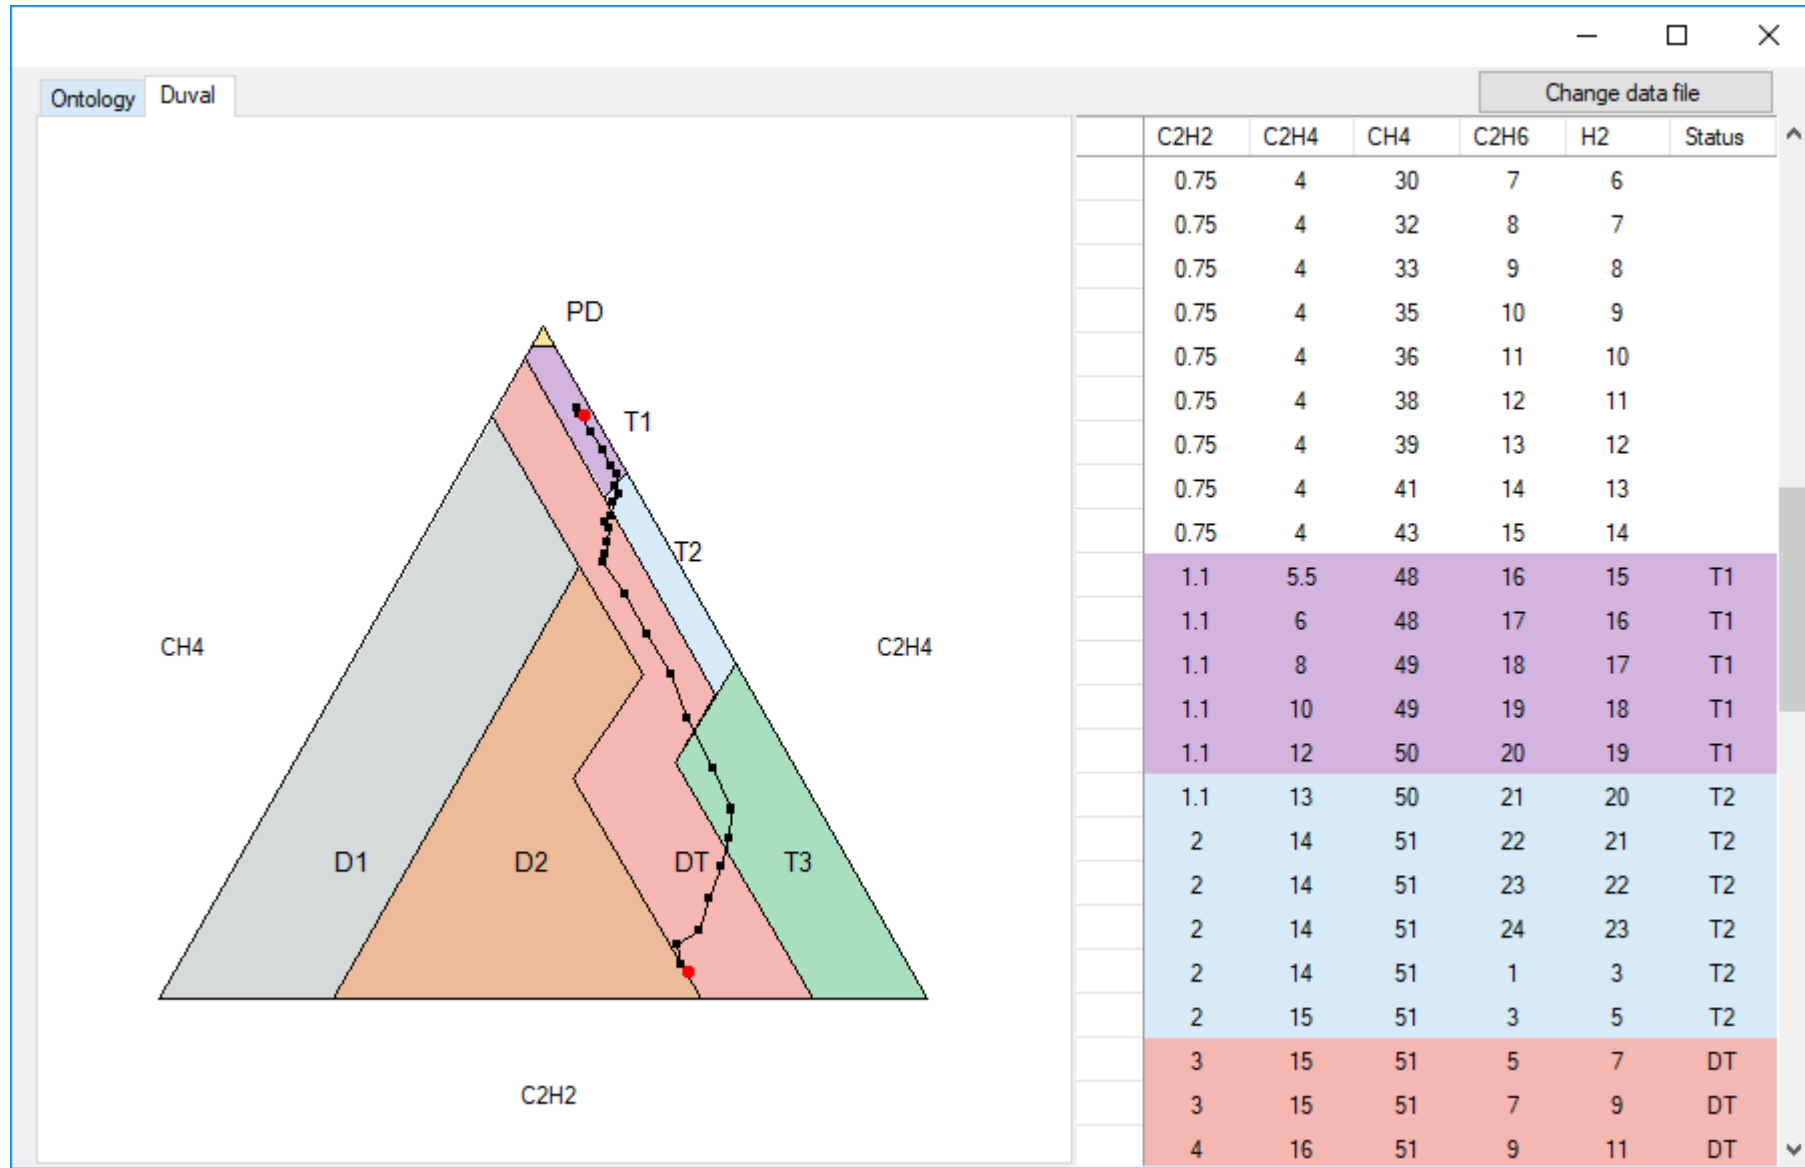 Ontology Duval Change data file
PD
T1
T2
CH4
C2H4
D1 D2 DT T3
C2H2
C2H2 C2H4 CH4 C2H6 H2 Status
0.75 4 30 7 6
0.75 4 32 8 7
0.75 4 33 9 8
0.75 4 35 10 9
0.75 4 36 11 10
0.75 4 38 12 11
0.75 4 39 13 12
0.75 4 41 14 13
0.75 4 43 15 14
1.1 5.5 48 16 15 T1
1.1 6 48 17 16 T1
1.1 8 49 18 17 T1
1.1 10 49 19 18 T1
1.1 12 50 20 19 T1
1.1 13 50 21 20 T2
2 14 51 22 21 T2
2 14 51 23 22 T2
2 14 51 24 23 T2
2 14 51 1 3 T2
2 15 51 3 5 T2
3 15 51 5 7 DT
3 15 51 7 9 DT
4 16 51 9 11 DT